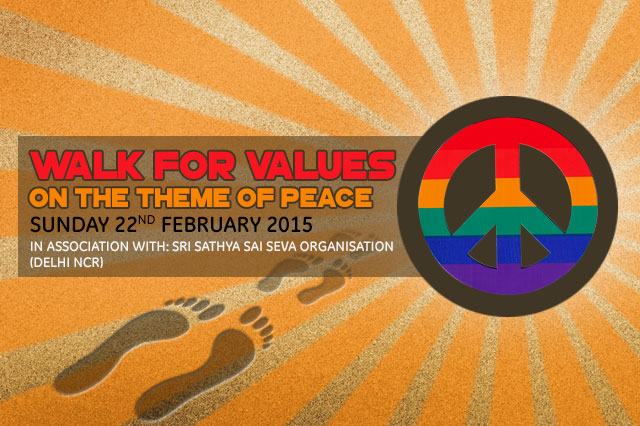 WALK FOR VALUES
ON THE THEME OF PEACE
SUNDAY 22ND FEBRUARY 2015
IN ASSOCIATION WITH: SRI SATHYA SAI SEVA ORGANISATION
(DELHI NCR)